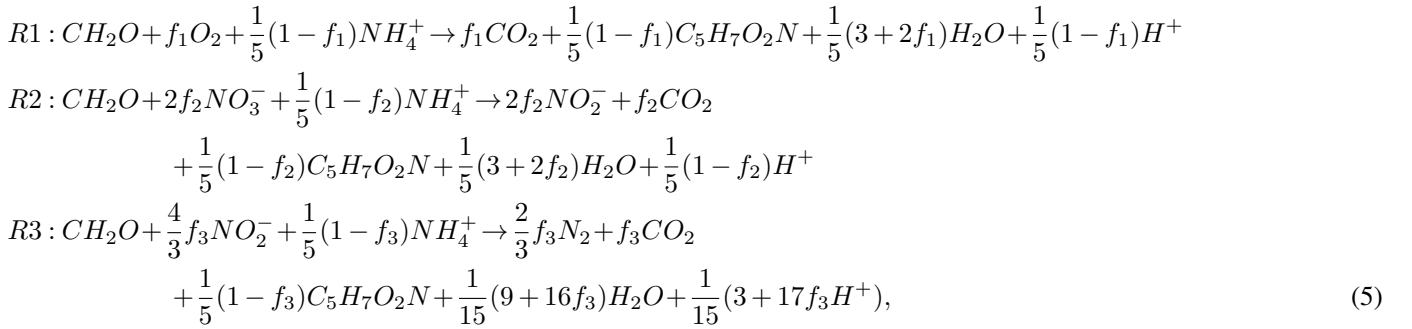 R1 : CH₂O + f₁O₂ + 1/5 (1 − f₁)NH₄⁺ → f₁CO₂ + 1/5 (1 − f₁)C₅H₇O₂N + 1/5 (3 + 2f₁)H₂O + 1/5 (1 − f₁)H⁺
R2 : CH₂O + 2f₂NO₃⁻ + 1/5 (1 − f₂)NH₄⁺ → 2f₂NO₂⁻ + f₂CO₂
+ 1/5 (1 − f₂)C₅H₇O₂N + 1/5 (3 + 2f₂)H₂O + 1/5 (1 − f₂)H⁺
R3 : CH₂O + 4/3 f₃NO₂⁻ + 1/5 (1 − f₃)NH₄⁺ → 2/3 f₃N₂ + f₃CO₂
+ 1/5 (1 − f₃)C₅H₇O₂N + 1/15 (9 + 16f₃)H₂O + 1/15 (3 + 17f₃H⁺), (5)